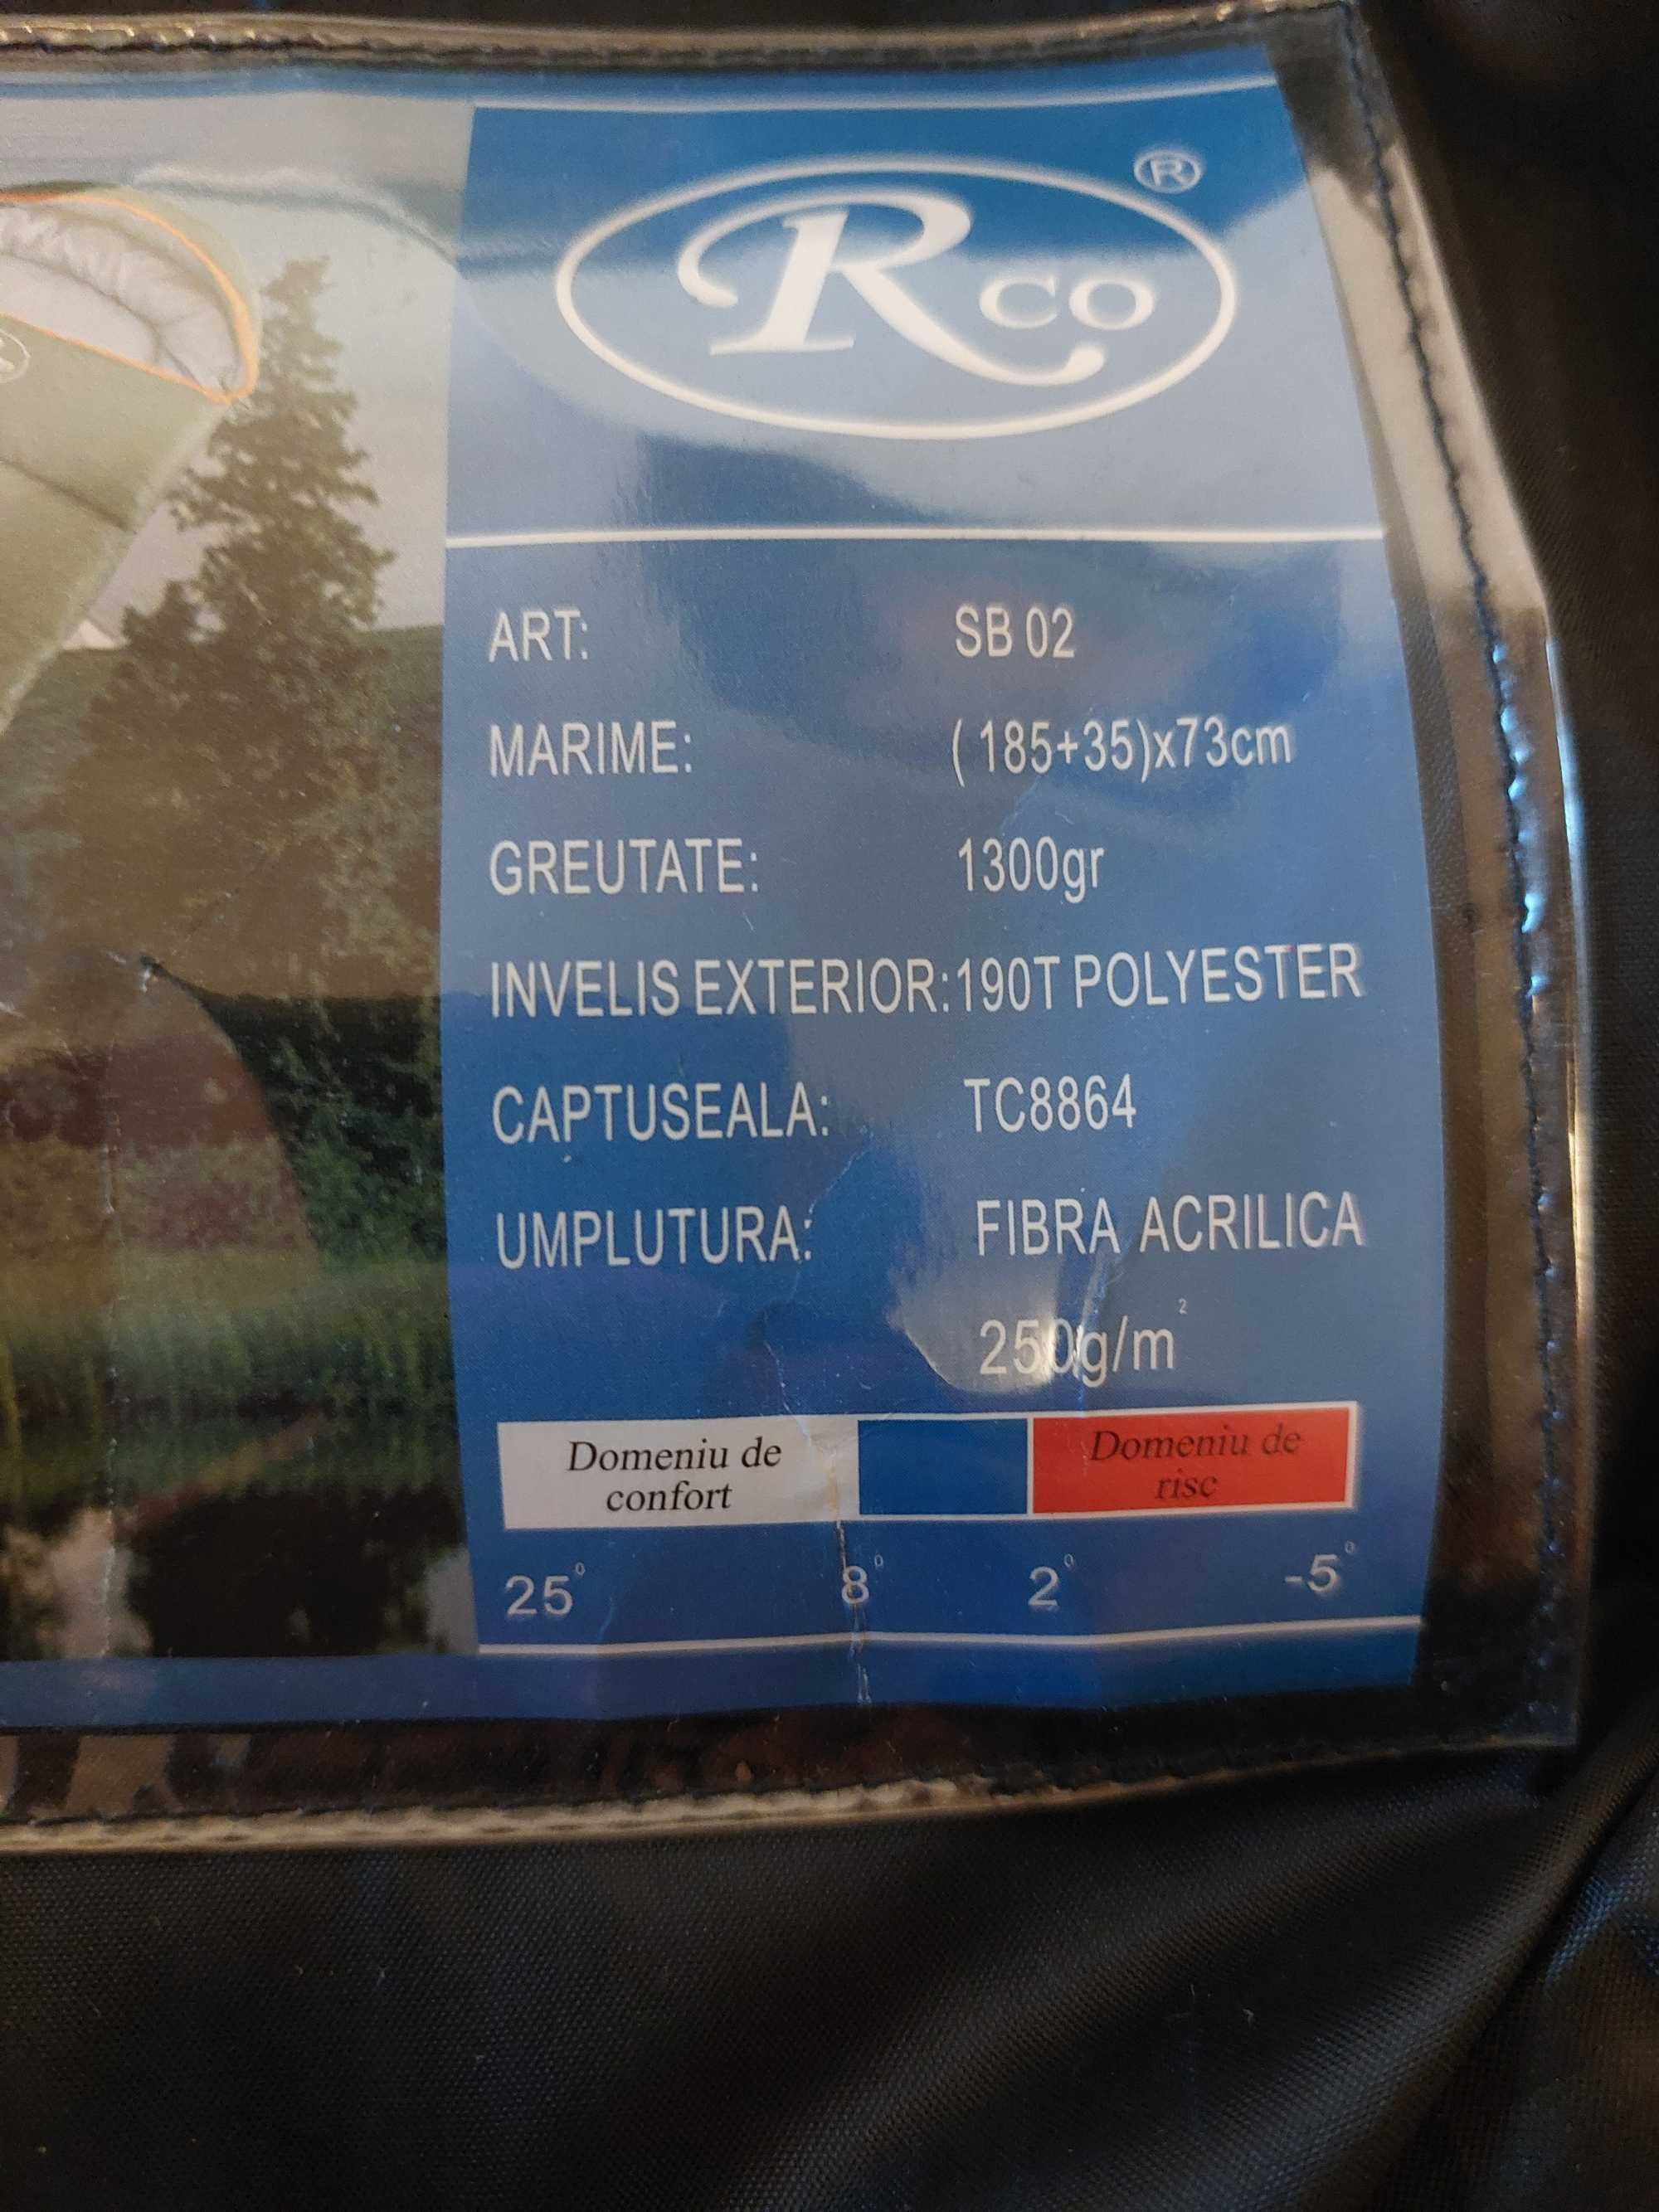 Rco ®
ART: SB 02
MARIME: ( 185+35)x73cm
GREUTATE: 1300gr
INVELIS EXTERIOR: 190T POLYESTER
CAPTUSEALA: TC8864
UMPLUTURA: FIBRA ACRILICA
250g/m²
Domeniu de
confort
Domeniu de
risc
25° 8° 2° -5°